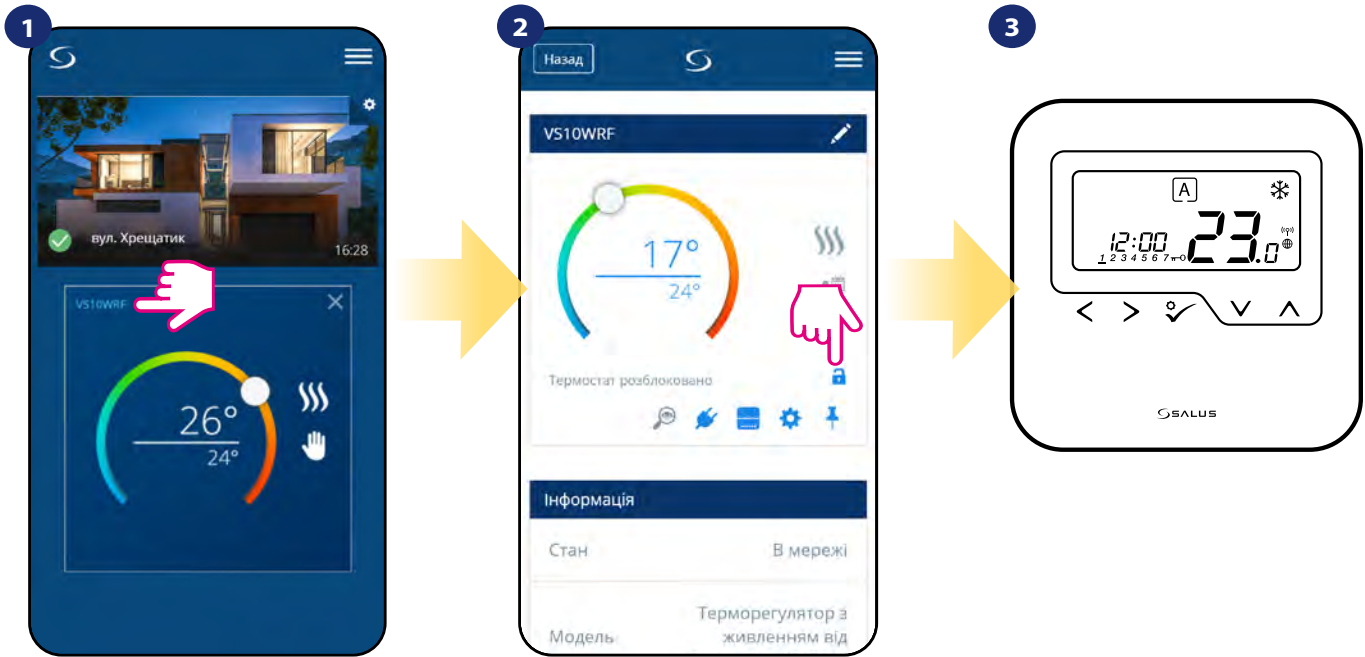 1
вул. Хрещатик
16:28
VS10WRF
26°
24°
2
Назад
VS10WRF
17°
24°
Термостат розблоковано
Інформація
Стан В мережі
Терморегулятор з
Модель живленням від
3
A
12:00 23.0
1 2 3 4 5 6 7
SALUS